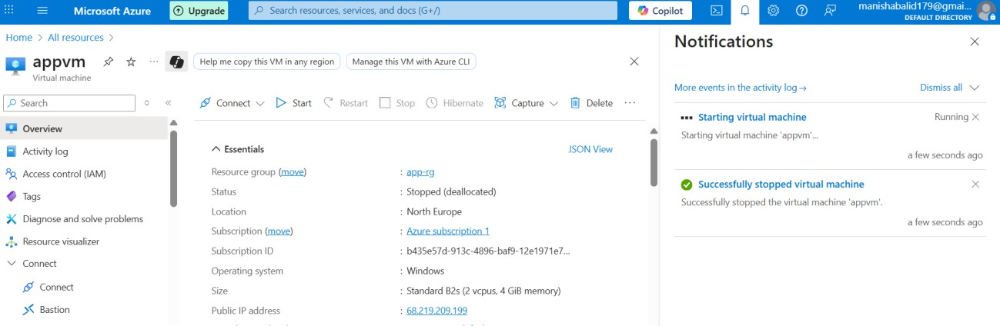 Microsoft Azure
Upgrade
Search resources, services, and docs (G+/)
Copilot
manishabalid179@gmai...
DEFAULT DIRECTORY
Home > All resources >
appvm
Virtual machine
Help me copy this VM in any region
Manage this VM with Azure CLI
Search
Connect
Start
Restart
Stop
Hibernate
Capture
Delete
Overview
Activity log
Access control (IAM)
Tags
Diagnose and solve problems
Resource visualizer
Connect
Connect
Bastion
Essentials
JSON View
Resource group (move) : app-rg
Status : Stopped (deallocated)
Location : North Europe
Subscription (move) : Azure subscription 1
Subscription ID : b435e57d-913c-4896-baf9-12e1971e7...
Operating system : Windows
Size : Standard B2s (2 vcpus, 4 GiB memory)
Public IP address : 68.219.209.199
Notifications
More events in the activity log →
Dismiss all
Starting virtual machine
Running
Starting virtual machine 'appvm'...
a few seconds ago
Successfully stopped virtual machine
Successfully stopped the virtual machine 'appvm'.
a few seconds ago